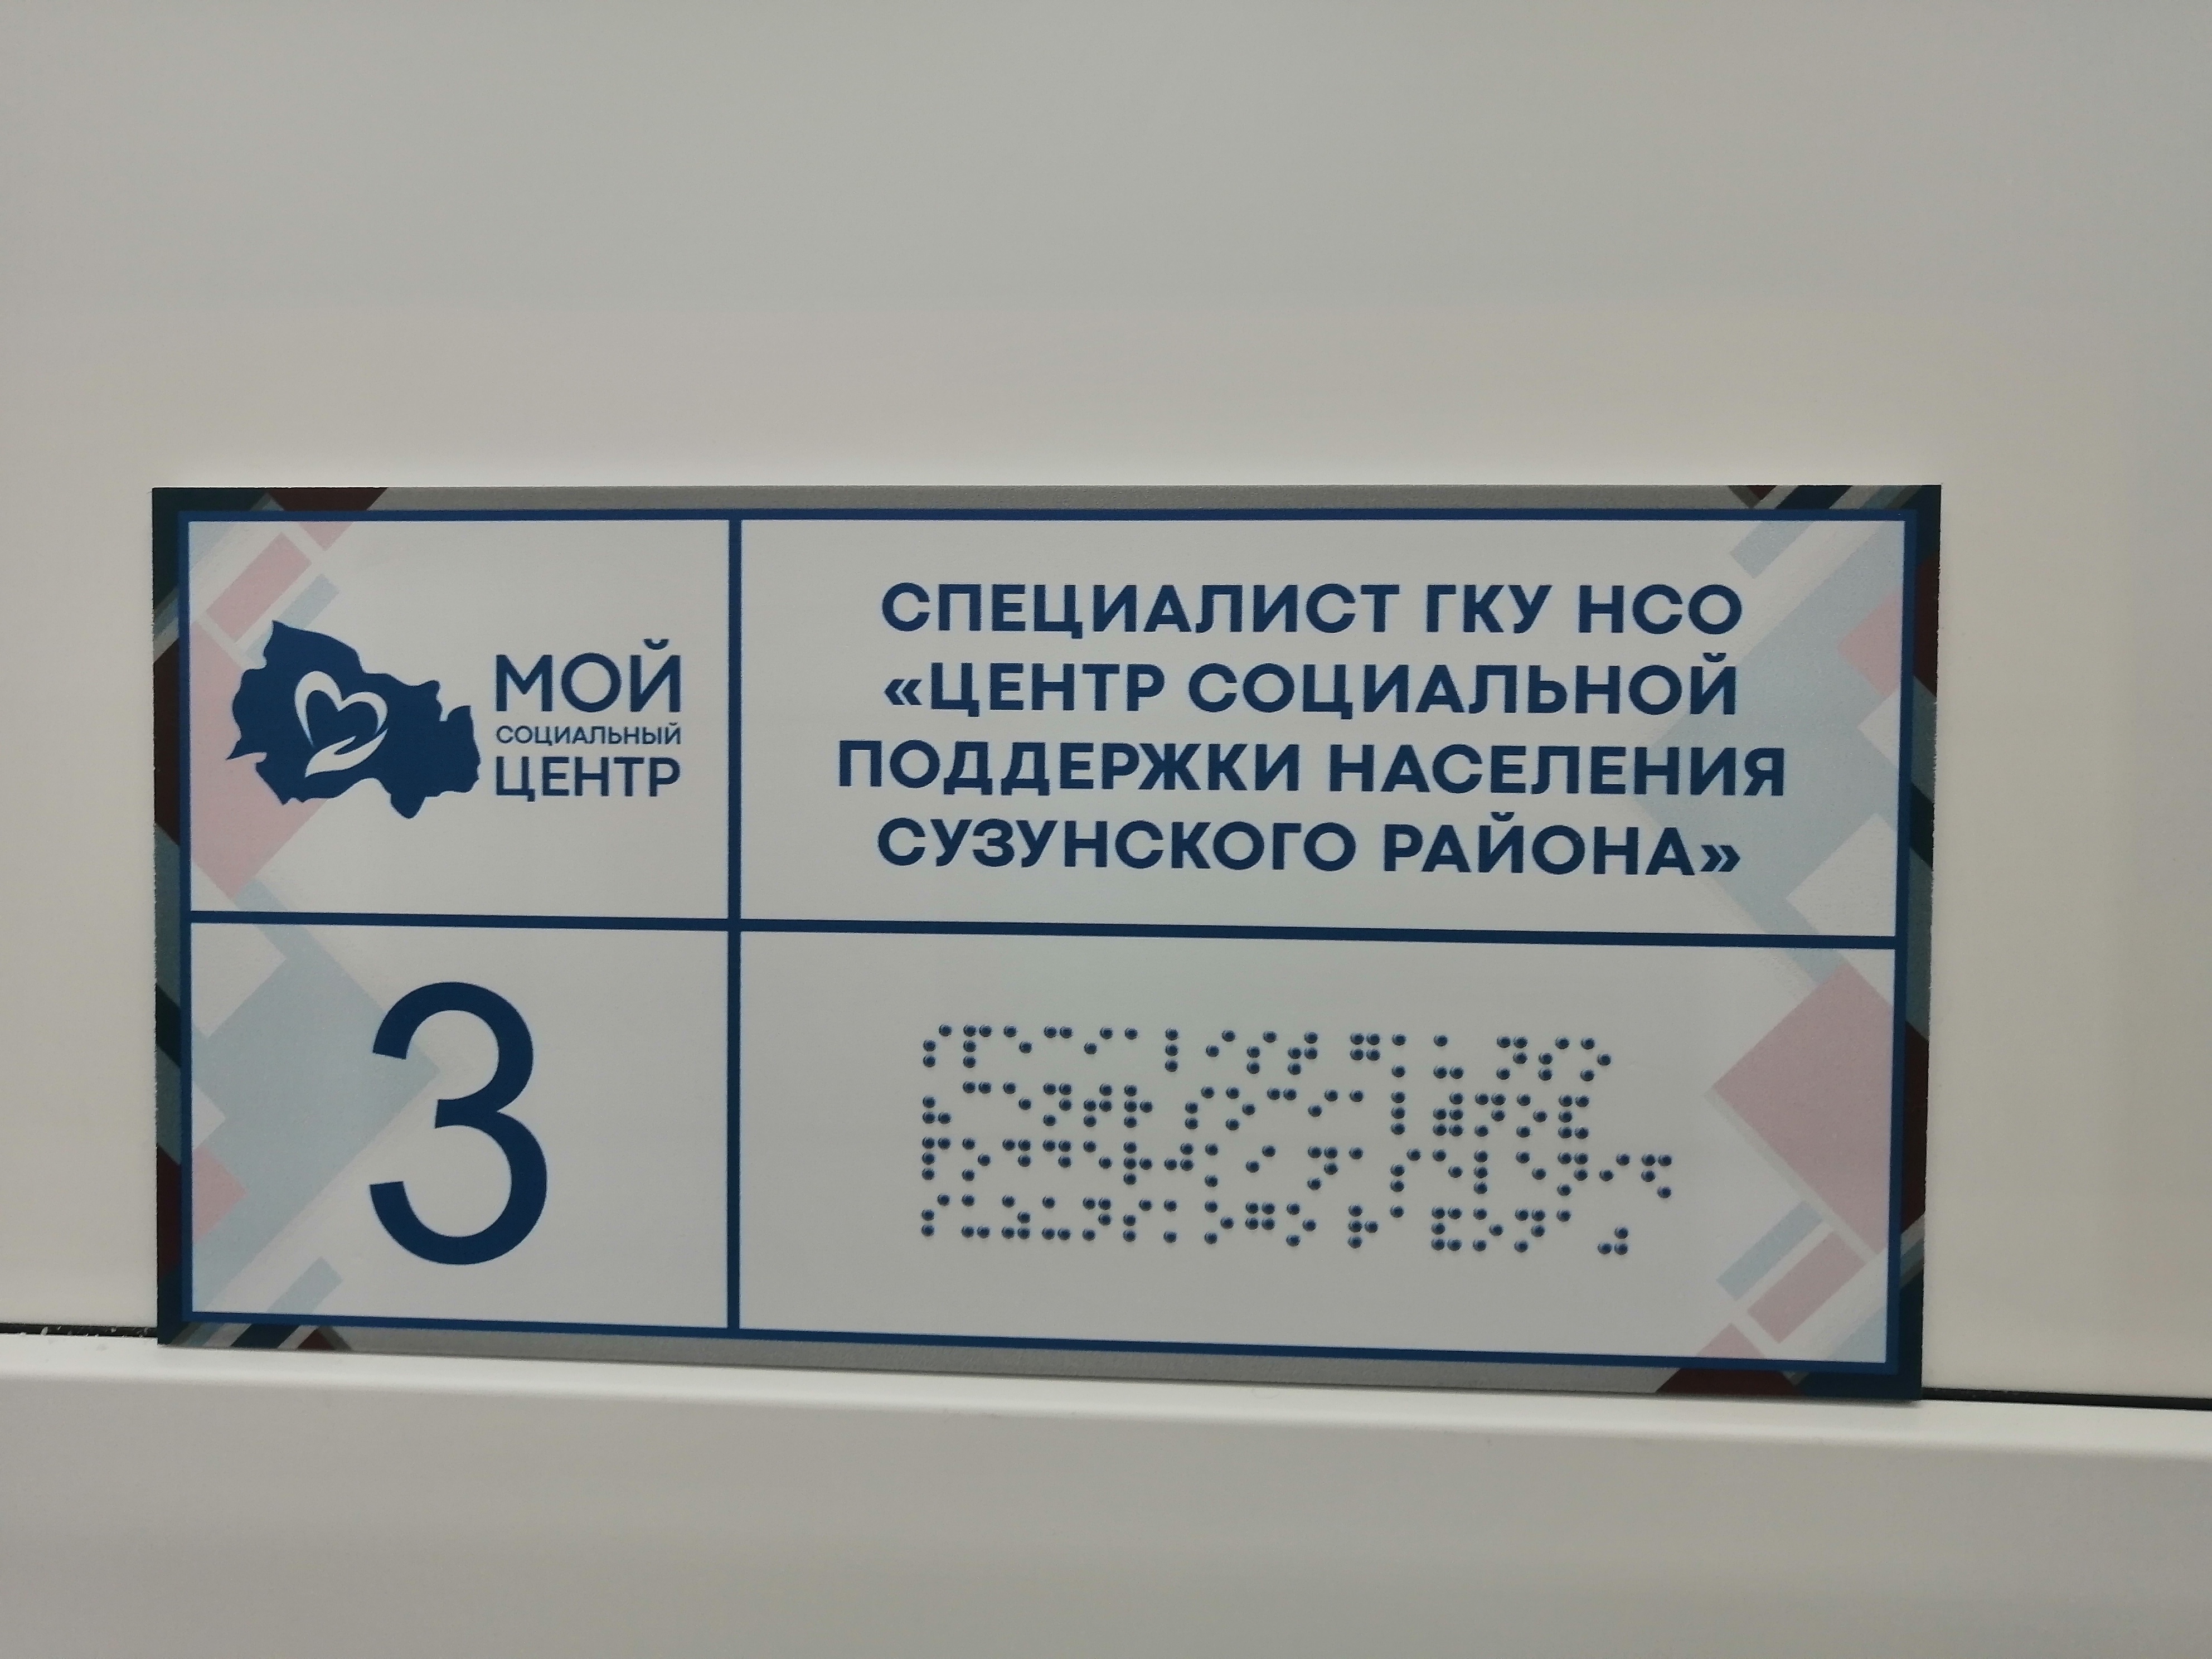 МОЙ
СОЦИАЛЬНЫЙ
ЦЕНТР
СПЕЦИАЛИСТ ГКУ НСО
«ЦЕНТР СОЦИАЛЬНОЙ
ПОДДЕРЖКИ НАСЕЛЕНИЯ
СУЗУНСКОГО РАЙОНА»
3